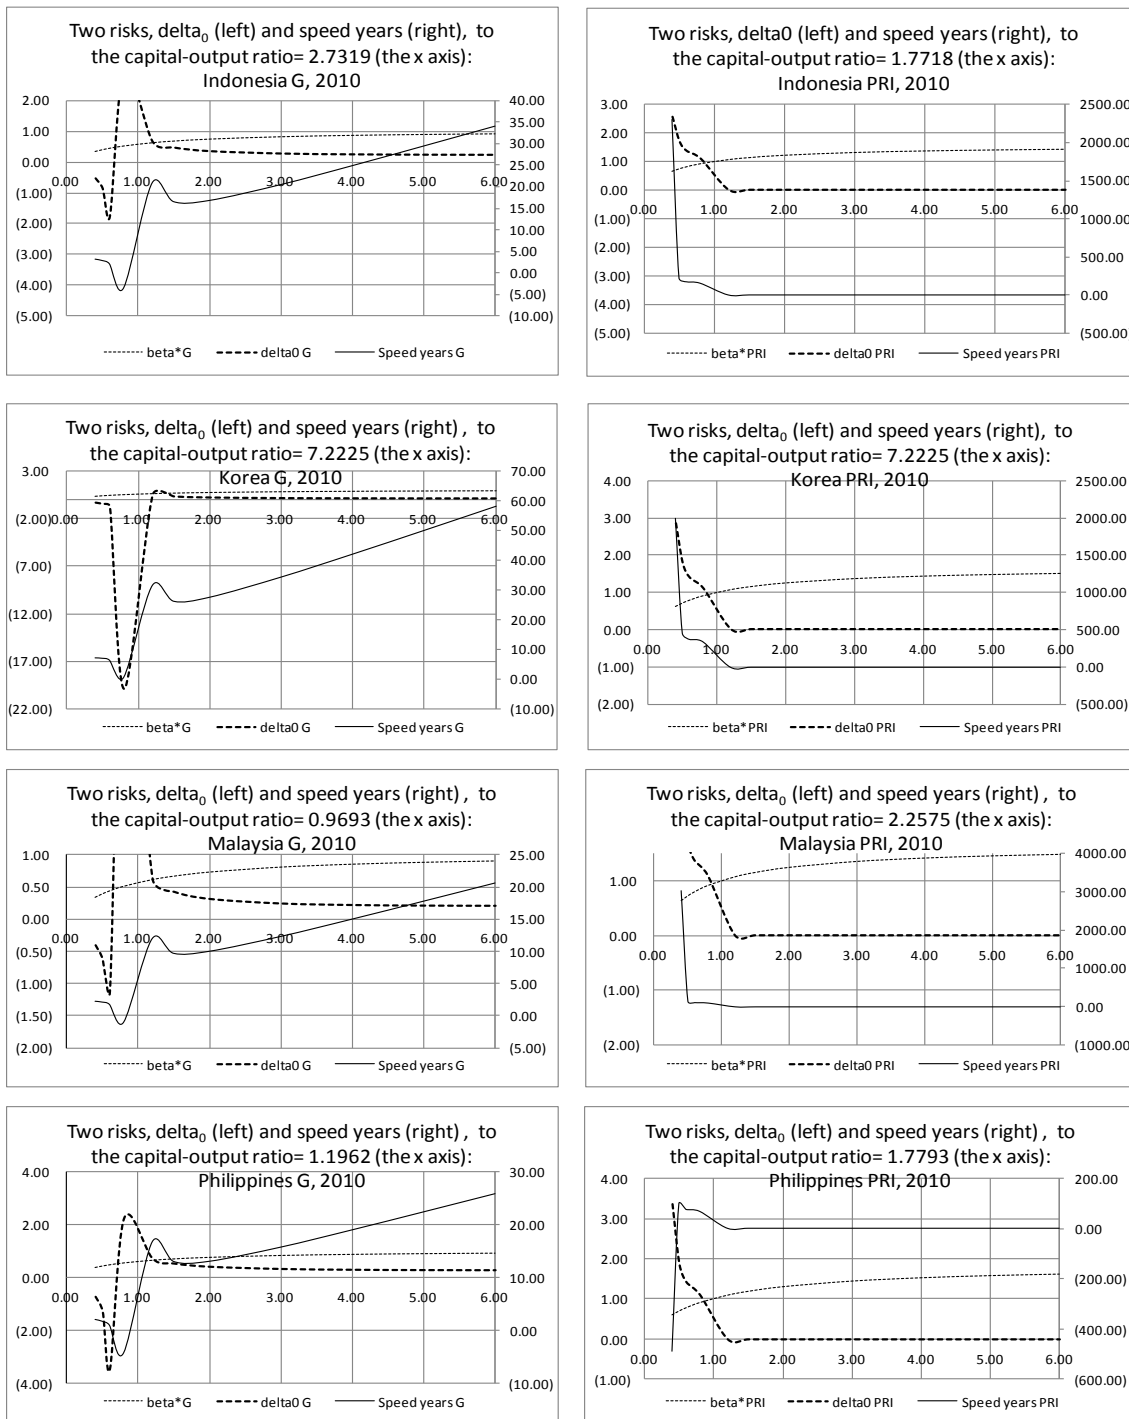 Two risks, delta0 (left) and speed years (right), to
the capital-output ratio= 2.7319 (the x axis):
Indonesia G, 2010
2.00
1.00
0.00
(1.00)
(2.00)
(3.00)
(4.00)
(5.00)
0.00 1.00 2.00 3.00 4.00 5.00 6.00
40.00
35.00
30.00
25.00
20.00
15.00
10.00
5.00
0.00
(5.00)
(10.00)
beta*G delta0 G Speed years G
Two risks, delta0 (left) and speed years (right), to
the capital-output ratio= 1.7718 (the x axis):
Indonesia PRI, 2010
3.00
2.00
1.00
0.00
(1.00)
(2.00)
(3.00)
(4.00)
(5.00)
0.00 1.00 2.00 3.00 4.00 5.00 6.00
2500.00
2000.00
1500.00
1000.00
500.00
0.00
(500.00)
beta*PRI delta0 PRI Speed years PRI
Two risks, delta0 (left) and speed years (right) , to
the capital-output ratio= 7.2225 (the x axis):
Korea G, 2010
3.00
(2.00)
(7.00)
(12.00)
(17.00)
(22.00)
0.00 1.00 2.00 3.00 4.00 5.00 6.00
70.00
60.00
50.00
40.00
30.00
20.00
10.00
0.00
(10.00)
beta*G delta0 G Speed years G
Two risks, delta0 (left) and speed years (right), to
the capital-output ratio= 7.2225 (the x axis):
Korea PRI, 2010
4.00
3.00
2.00
1.00
0.00
(1.00)
(2.00)
0.00 1.00 2.00 3.00 4.00 5.00 6.00
2500.00
2000.00
1500.00
1000.00
500.00
0.00
(500.00)
beta*PRI delta0 PRI Speed years PRI
Two risks, delta0 (left) and speed years (right) , to
the capital-output ratio= 0.9693 (the x axis):
Malaysia G, 2010
1.00
0.50
0.00
(0.50)
(1.00)
(1.50)
(2.00)
0.00 1.00 2.00 3.00 4.00 5.00 6.00
25.00
20.00
15.00
10.00
5.00
0.00
(5.00)
beta*G delta0 G Speed years G
Two risks, delta0 (left) and speed years (right), to
the capital-output ratio= 2.2575 (the x axis):
Malaysia PRI, 2010
1.00
0.00
(1.00)
(2.00)
0.00 1.00 2.00 3.00 4.00 5.00 6.00
4000.00
3000.00
2000.00
1000.00
0.00
(1000.00)
beta*PRI delta0 PRI Speed years PRI
Two risks, delta0 (left) and speed years (right) , to
the capital-output ratio= 1.1962 (the x axis):
Philippines G, 2010
4.00
2.00
0.00
(2.00)
(4.00)
0.00 1.00 2.00 3.00 4.00 5.00 6.00
30.00
20.00
10.00
0.00
(10.00)
beta*G delta0 G Speed years G
Two risks, delta0 (left) and speed years (right), to
the capital-output ratio= 1.7793 (the x axis):
Philippines PRI, 2010
4.00
3.00
2.00
1.00
0.00
(1.00)
0.00 1.00 2.00 3.00 4.00 5.00 6.00
200.00
0.00
(200.00)
(400.00)
(600.00)
beta*PRI delta0 PRI Speed years PRI